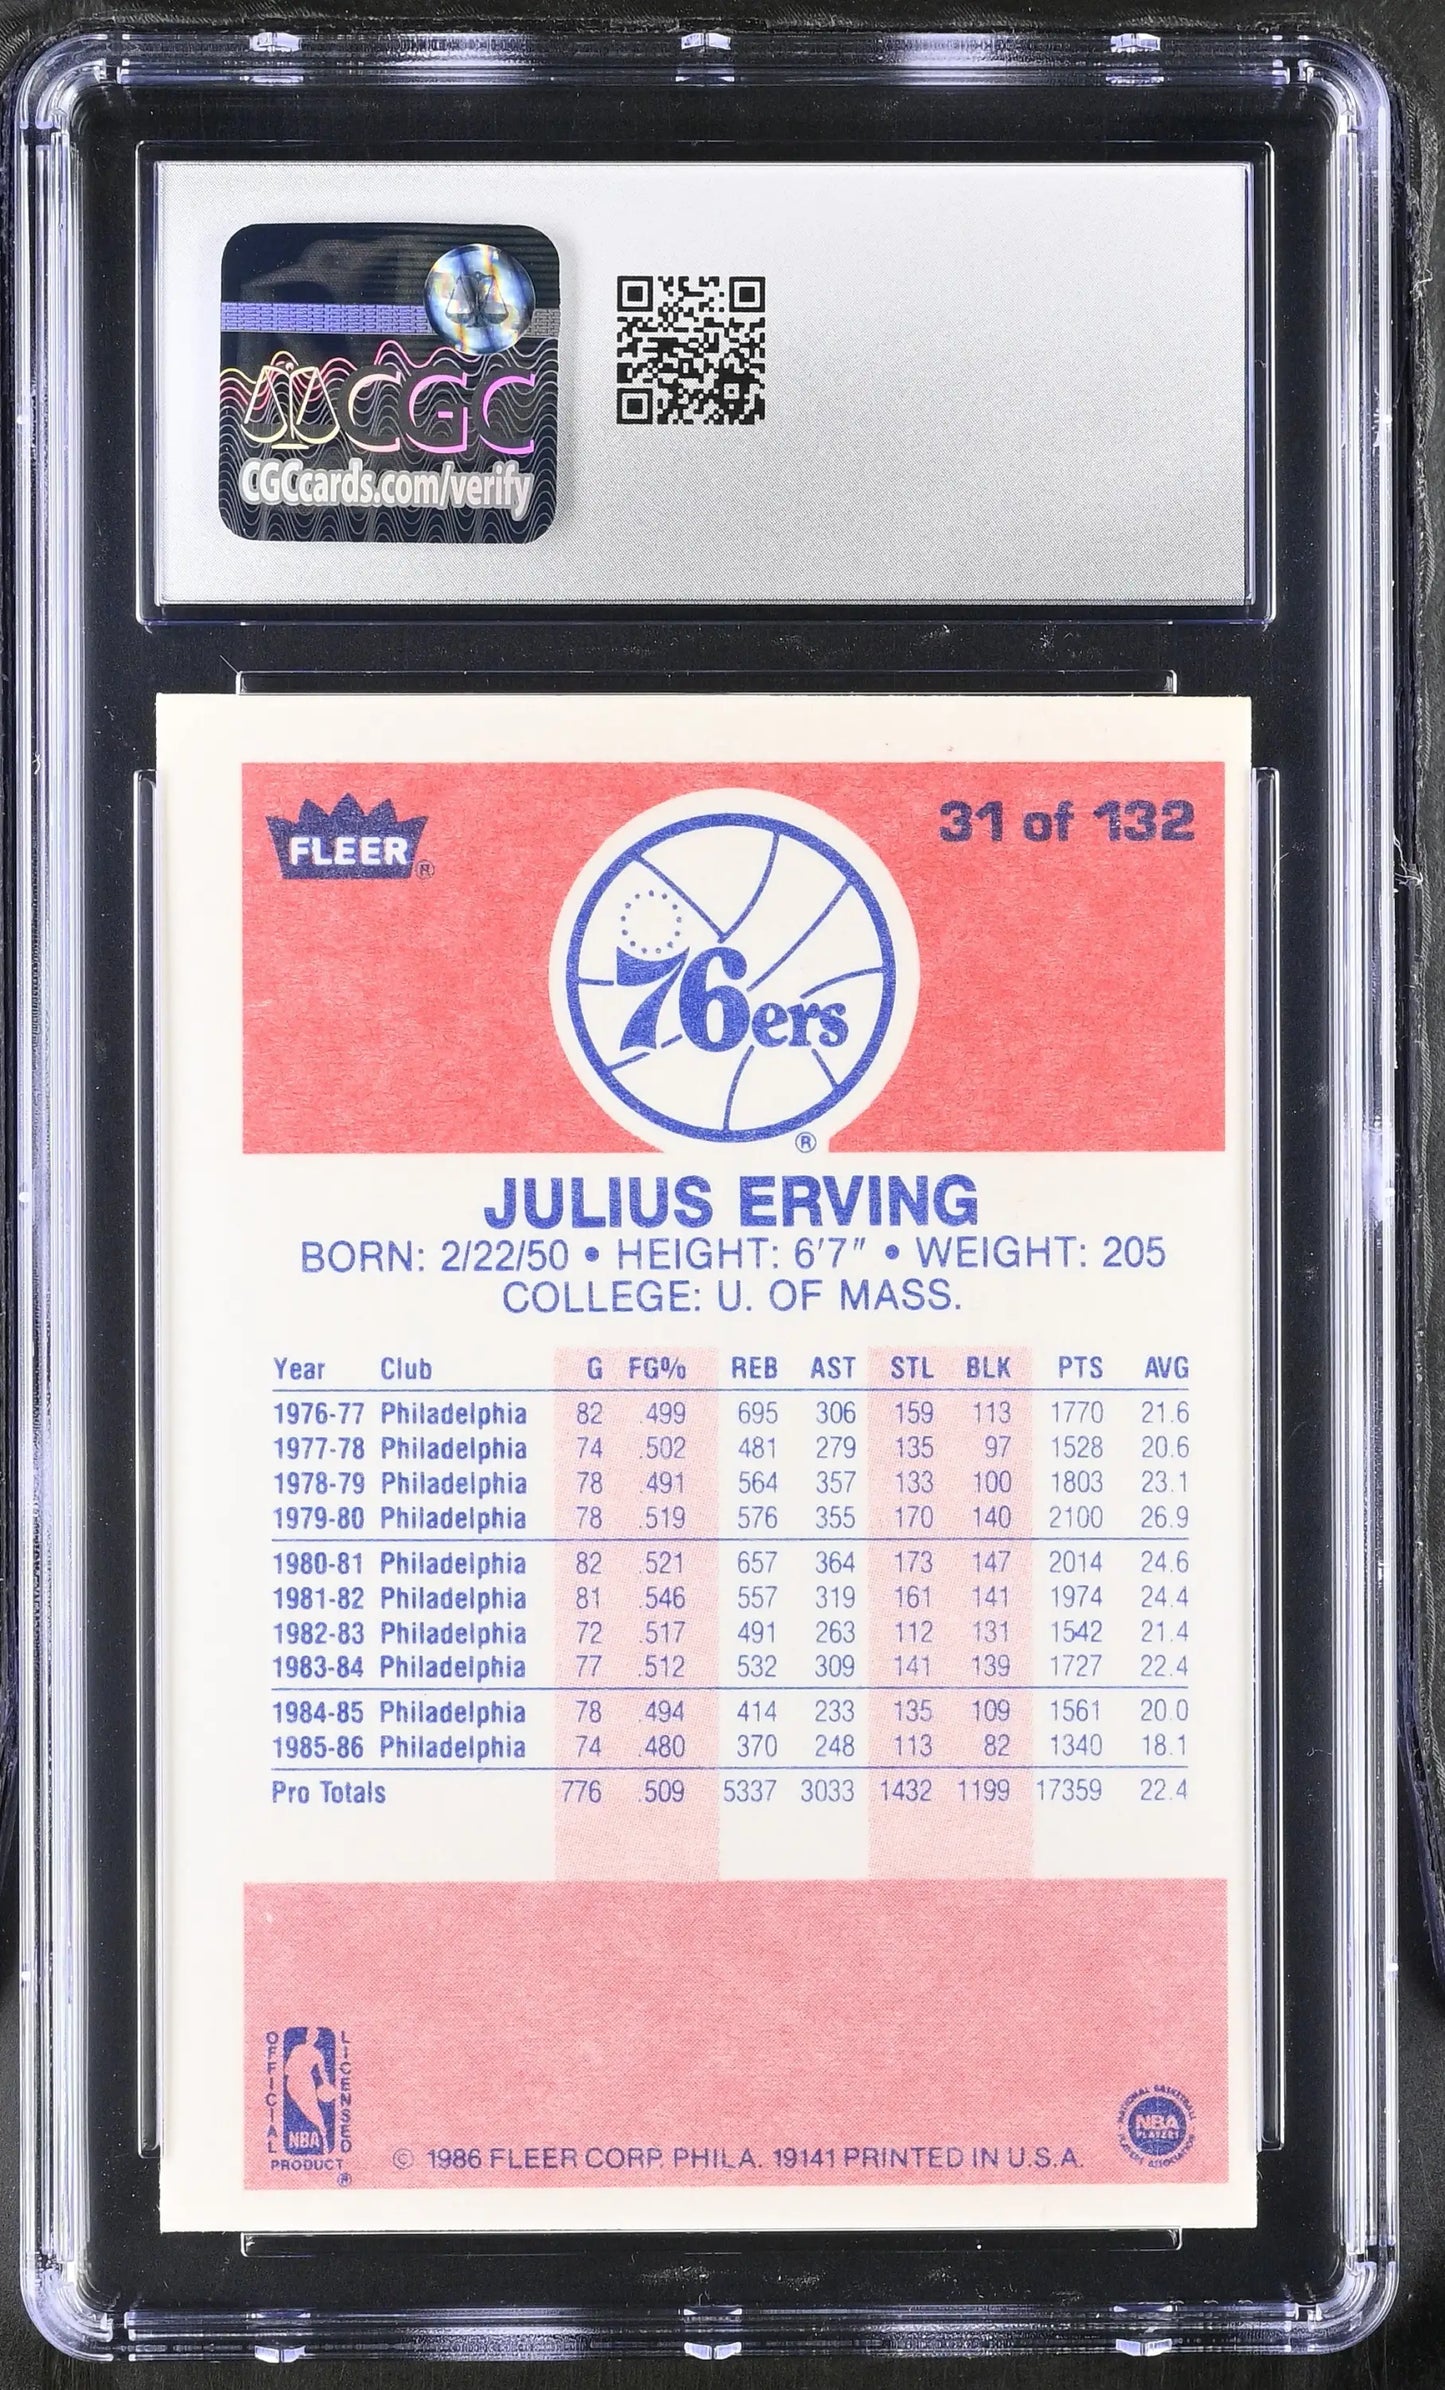 CGC
CGCcards.com/verify
FLEER ®
31 of 132
76ers
®
JULIUS ERVING
BORN: 2/22/50 • HEIGHT: 6'7" • WEIGHT: 205
COLLEGE: U. OF MASS.
Year Club G FG% REB AST STL BLK PTS AVG
1976-77 Philadelphia 82 .499 695 306 159 113 1770 21.6
1977-78 Philadelphia 74 .502 481 279 135 97 1528 20.6
1978-79 Philadelphia 78 .491 564 357 133 100 1803 23.1
1979-80 Philadelphia 78 .519 576 355 170 140 2100 26.9
1980-81 Philadelphia 82 .521 657 364 173 147 2014 24.6
1981-82 Philadelphia 81 .546 557 319 161 141 1974 24.4
1982-83 Philadelphia 72 .517 491 263 112 131 1542 21.4
1983-84 Philadelphia 77 .512 532 309 141 139 1727 22.4
1984-85 Philadelphia 78 .494 414 233 135 109 1561 20.0
1985-86 Philadelphia 74 .480 370 248 113 82 1340 18.1
Pro Totals 776 .509 5337 3033 1432 1199 17359 22.4
OFFICIAL
LICENSED
NBA
PRODUCT
®
© 1986 FLEER CORP. PHILA. 19141 PRINTED IN U.S.A.
NATIONAL BASKETBALL
NBA
PLAYERS
PLAYERS ASSOCIATION